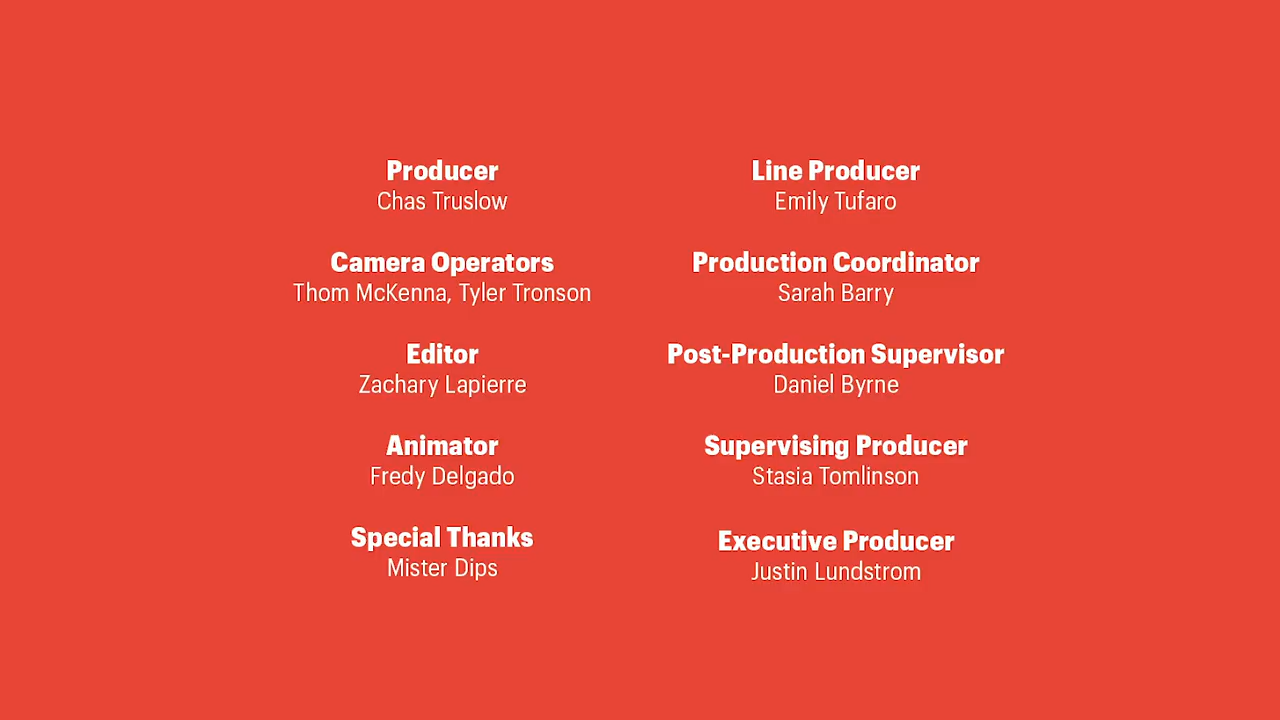 Producer
Chas Truslow
Camera Operators
Thom McKenna, Tyler Tronson
Editor
Zachary Lapierre
Animator
Fredy Delgado
Special Thanks
Mister Dips
Line Producer
Emily Tufaro
Production Coordinator
Sarah Barry
Post-Production Supervisor
Daniel Byrne
Supervising Producer
Stasia Tomlinson
Executive Producer
Justin Lundstrom